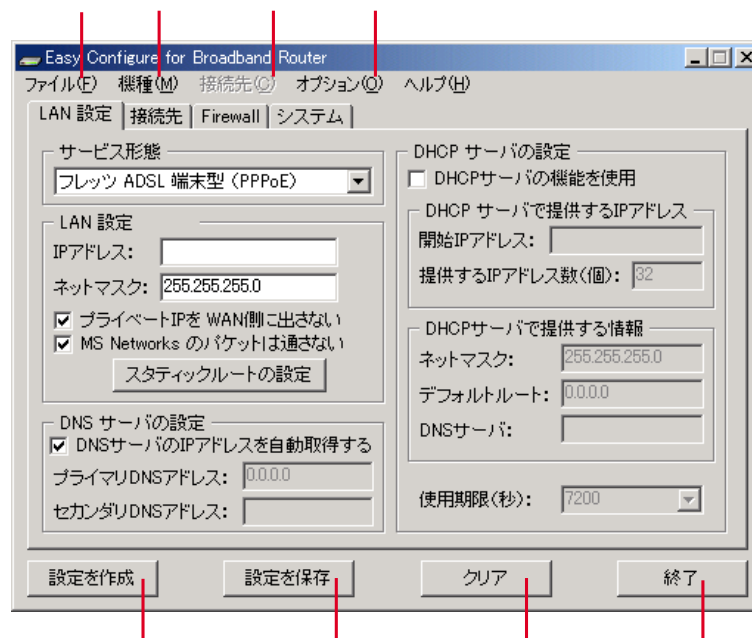 Easy Configure for Broadband Router
ファイル(F) 機種(M) 接続先(C) オプション(O) ヘルプ(H)
LAN 設定 接続先 Firewall システム
サービス形態
フレッツ ADSL 端末型 (PPPoE)
LAN 設定
IPアドレス:
ネットマスク: 255.255.255.0
プライベートIPを WAN側に出さない
MS Networks のパケットは通さない
スタティックルートの設定
DNS サーバの設定
DNSサーバのIPアドレスを自動取得する
プライマリDNSアドレス: 0.0.0.0
セカンダリDNSアドレス:
DHCP サーバの設定
DHCPサーバの機能を使用
DHCP サーバで提供するIPアドレス
開始IPアドレス:
提供するIPアドレス数(個): 32
DHCPサーバで提供する情報
ネットマスク: 255.255.255.0
デフォルトルート: 0.0.0.0
DNSサーバ:
使用期限(秒): 7200
設定を作成 設定を保存 クリア 終了